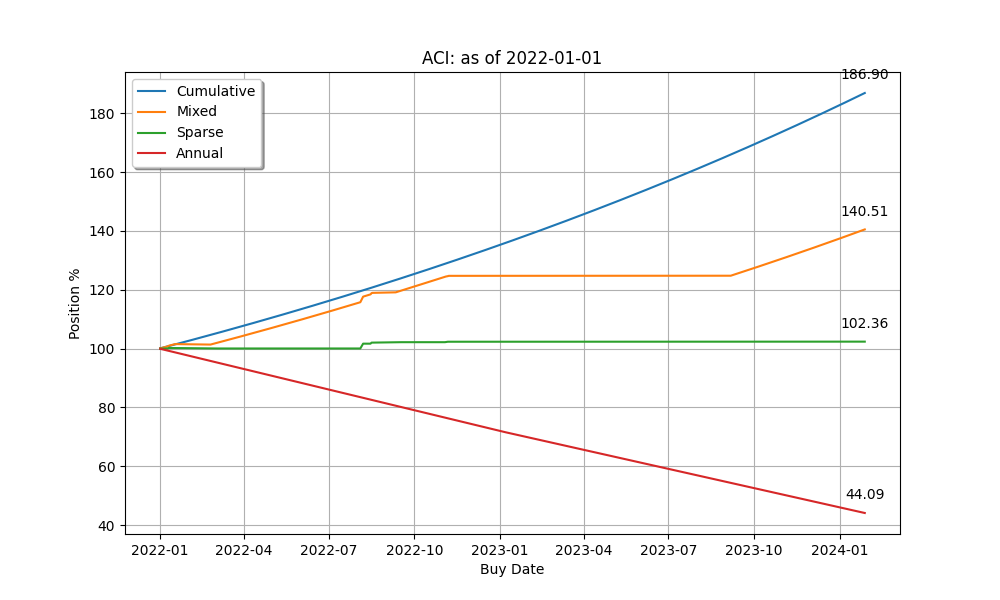 ACI: as of 2022-01-01
186.90
Cumulative
Mixed
Sparse
Annual
180
160
140
120
100
80
60
40
140.51
102.36
44.09
Position %
2022-01 2022-04 2022-07 2022-10 2023-01 2023-04 2023-07 2023-10 2024-01
Buy Date